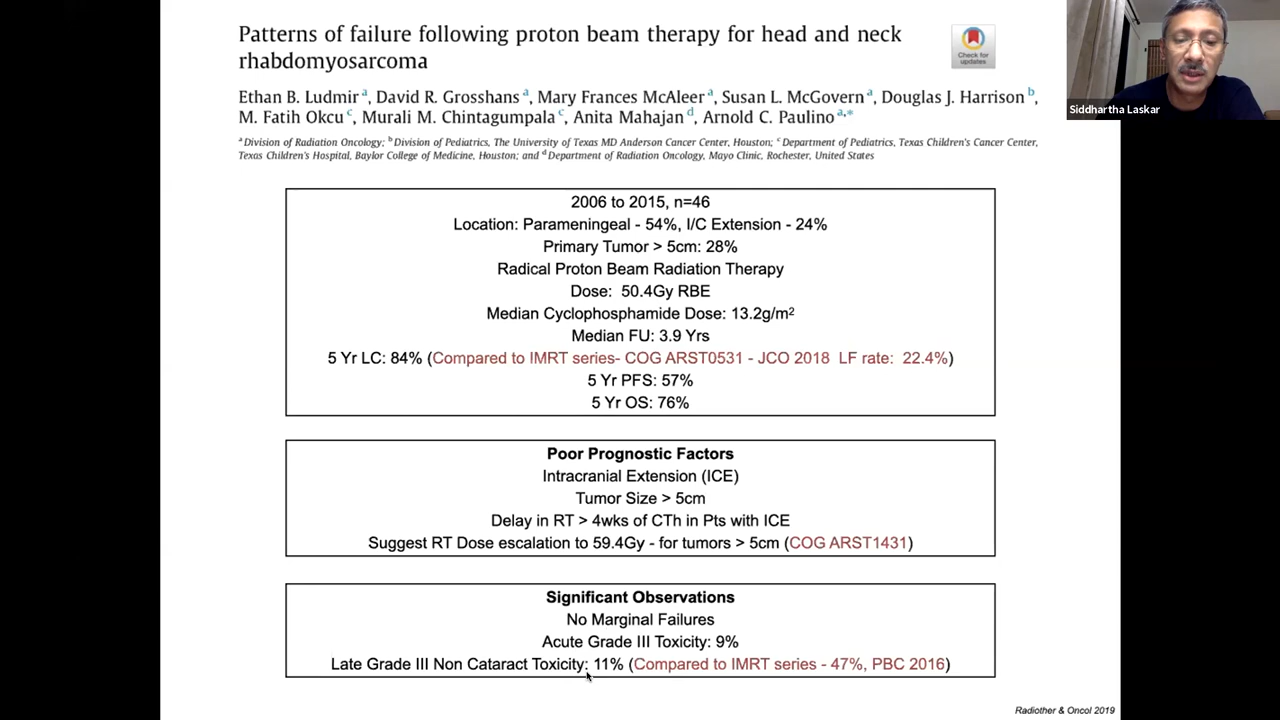 Patterns of failure following proton beam therapy for head and neck
rhabdomyosarcoma
Check for
updates
Siddhartha Laskar
Ethan B. Ludmir a, David R. Grosshans a, Mary Frances McAleer a, Susan L. McGovern a, Douglas J. Harrison b,
M. Fatih Okcu c, Murali M. Chintagumpala c, Anita Mahajan d, Arnold C. Paulino a,*
a Division of Radiation Oncology; b Division of Pediatrics, The University of Texas MD Anderson Cancer Center, Houston; c Department of Pediatrics, Texas Children's Cancer Center,
Texas Children's Hospital, Baylor College of Medicine, Houston; and d Department of Radiation Oncology, Mayo Clinic, Rochester, United States
2006 to 2015, n=46
Location: Parameningeal - 54%, I/C Extension - 24%
Primary Tumor > 5cm: 28%
Radical Proton Beam Radiation Therapy
Dose: 50.4Gy RBE
Median Cyclophosphamide Dose: 13.2g/m²
Median FU: 3.9 Yrs
5 Yr LC: 84% (Compared to IMRT series- COG ARST0531 - JCO 2018 LF rate: 22.4%)
5 Yr PFS: 57%
5 Yr OS: 76%
Poor Prognostic Factors
Intracranial Extension (ICE)
Tumor Size > 5cm
Delay in RT > 4wks of CTh in Pts with ICE
Suggest RT Dose escalation to 59.4Gy - for tumors > 5cm (COG ARST1431)
Significant Observations
No Marginal Failures
Acute Grade III Toxicity: 9%
Late Grade III Non Cataract Toxicity: 11% (Compared to IMRT series - 47%, PBC 2016)
Radiother & Oncol 2019